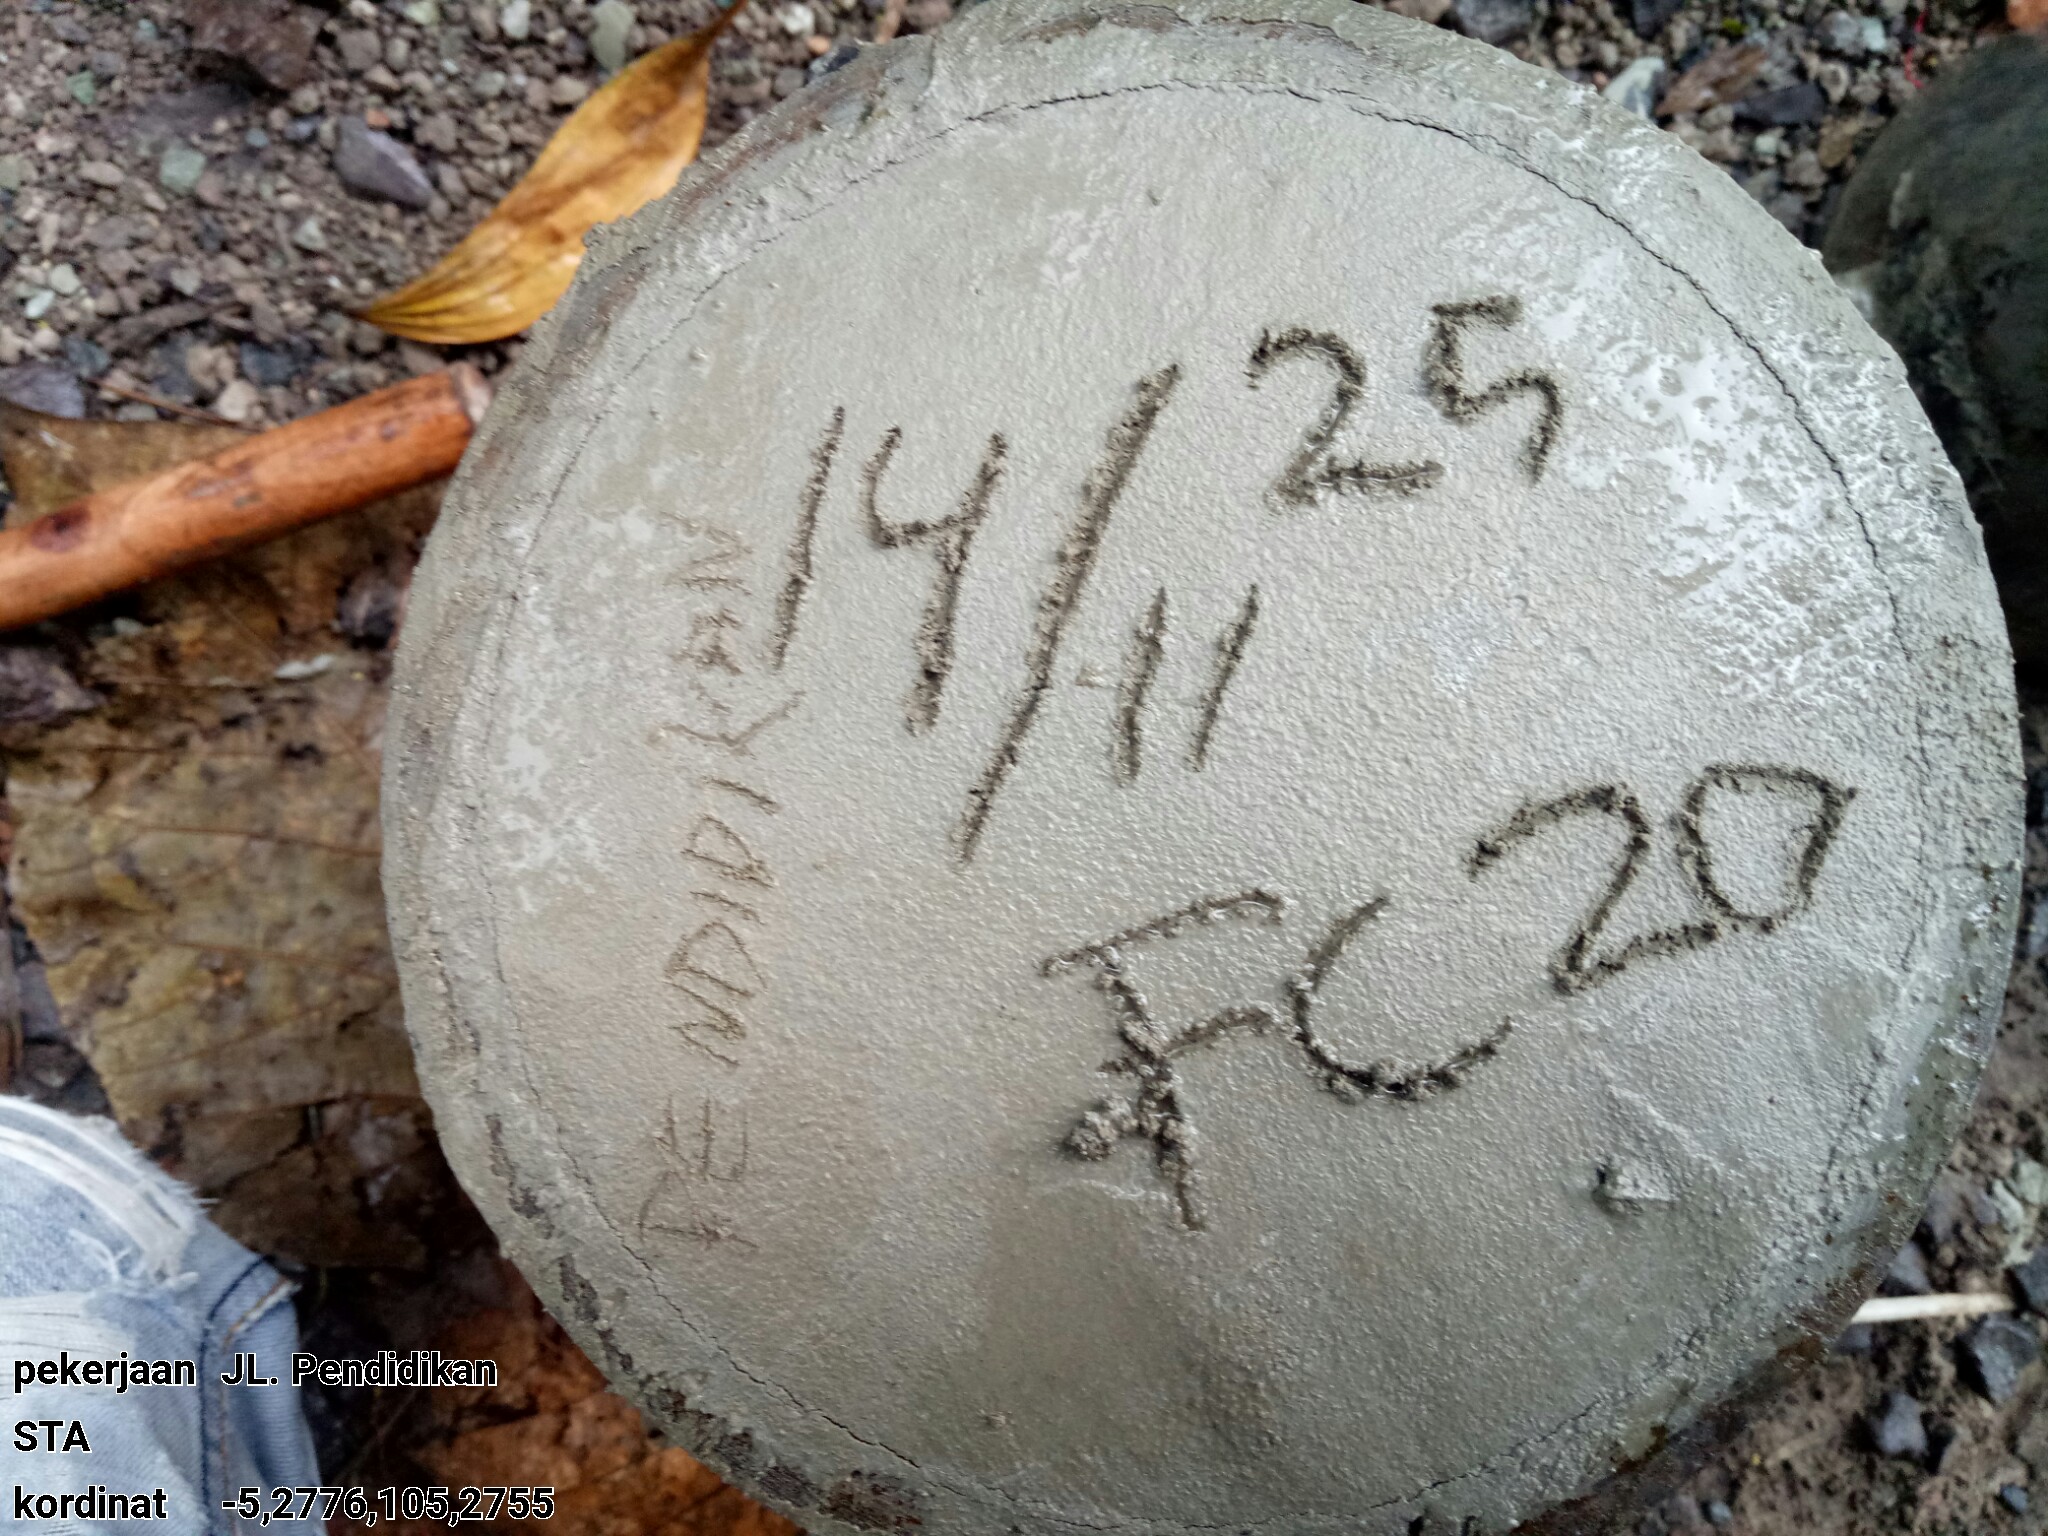 14/11 25
FC 20
PENDIDIKAN
pekerjaan JL. Pendidikan
STA
kordinat -5,2776,105,2755